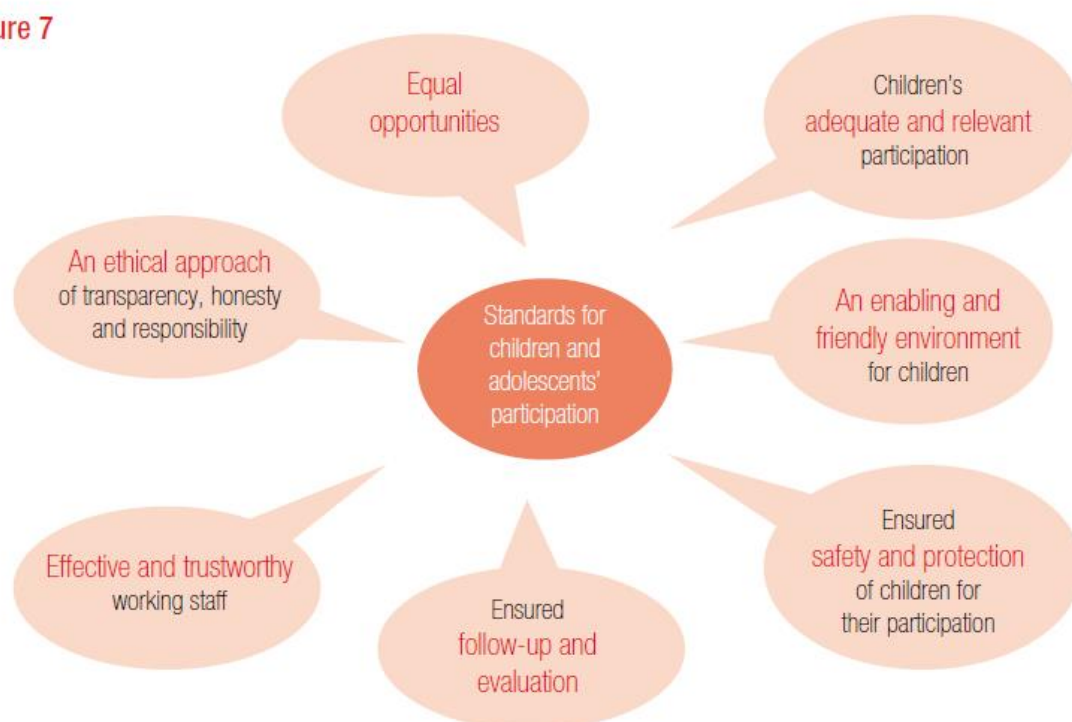 ure 7
Equal
opportunities
Children's
adequate and relevant
participation
An ethical approach
of transparency, honesty
and responsibility
Standards for
children and
adolescents'
participation
An enabling and
friendly environment
for children
Effective and trustworthy
working staff
Ensured
follow-up and
evaluation
Ensured
safety and protection
of children for
their participation